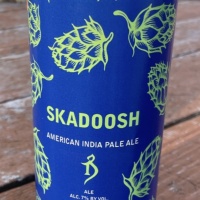 SKADOOSH
AMERICAN INDIA PALE ALE
ALE
ALC. 7% BY VOL.